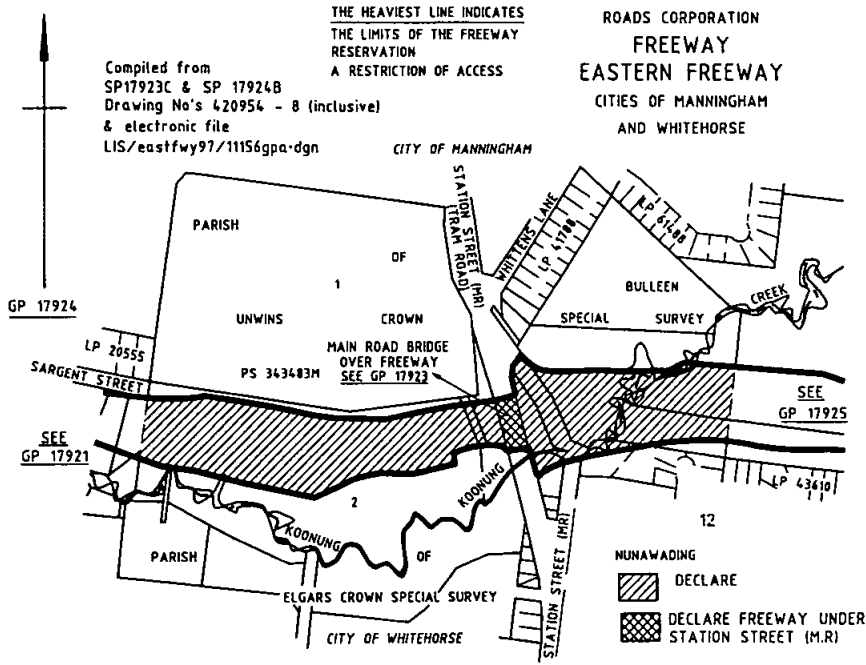 THE HEAVIEST LINE INDICATES
THE LIMITS OF THE FREEWAY
RESERVATION
A RESTRICTION OF ACCESS
ROADS CORPORATION
FREEWAY
EASTERN FREEWAY
CITIES OF MANNINGHAM
AND WHITEHORSE
Compiled from
SP17923C & SP 17924B
Drawing No's 420954 - 8 (inclusive)
& electronic file
LIS/eastfwy97/11156gpa.dgn
CITY OF MANNINGHAM
STATION STREET (MR)
(TRAM ROAD)
WHITTENS LANE
LP 41788
LP 61488
PARISH
OF
1
BULLEEN
CREEK
GP 17924
UNWINS
CROWN
SPECIAL SURVEY
LP 20555
SARGENT STREET
PS 343483M
MAIN ROAD BRIDGE
OVER FREEWAY
SEE GP 17923
SEE
GP 17925
SEE
GP 17921
LP 43610
KOONUNG
2
KOONUNG
12
PARISH
OF
ELGARS CROWN SPECIAL SURVEY
STATION STREET (MR)
CITY OF WHITEHORSE
NUNAWADING
DECLARE
DECLARE FREEWAY UNDER
STATION STREET (M.R)